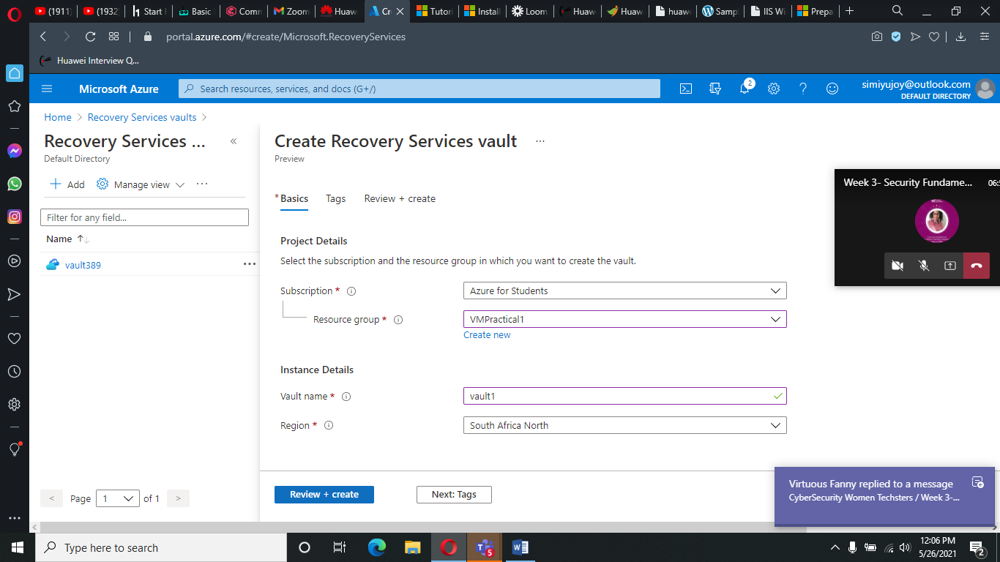 (1911)
(1932)
Start
Basic
Comm
Zoom
Huaw
Cr
Tutori
Install
Loom
Huaw
Huaw
huawe
Sampl
IIS Wi
Prepa
portal.azure.com/#create/Microsoft.RecoveryServices
Huawei Interview Q...
Microsoft Azure
Search resources, services, and docs (G+/)
2
simiyujoy@outlook.com
DEFAULT DIRECTORY
Home > Recovery Services vaults >
Recovery Services ... «
Default Directory
Create Recovery Services vault ...
Preview
+ Add Manage view ...
Filter for any field...
Name ↑↓
vault389 ...
* Basics Tags Review + create
Project Details
Select the subscription and the resource group in which you want to create the vault.
Subscription * Azure for Students
Resource group * VMPractical1
Create new
Instance Details
Vault name * vault1
Region * South Africa North
Week 3- Security Fundame...
< Page 1 of 1 >
Review + create Next: Tags
Virtuous Fanny replied to a message
CyberSecurity Women Techsters / Week 3-...
Type here to search
5
12:06 PM
5/26/2021
2